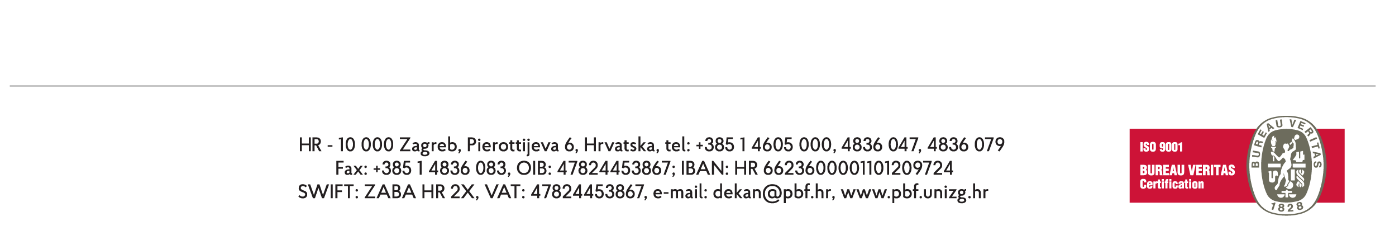 HR - 10 000 Zagreb, Pierottijeva 6, Hrvatska, tel: +385 1 4605 000, 4836 047, 4836 079
Fax: +385 1 4836 083, OIB: 47824453867; IBAN: HR 6623600001101209724
SWIFT: ZABA HR 2X, VAT: 47824453867, e-mail: dekan@pbf.hr, www.pbf.unizg.hr
ISO 9001
BUREAU VERITAS
Certification
BUREAU VERITAS
1828